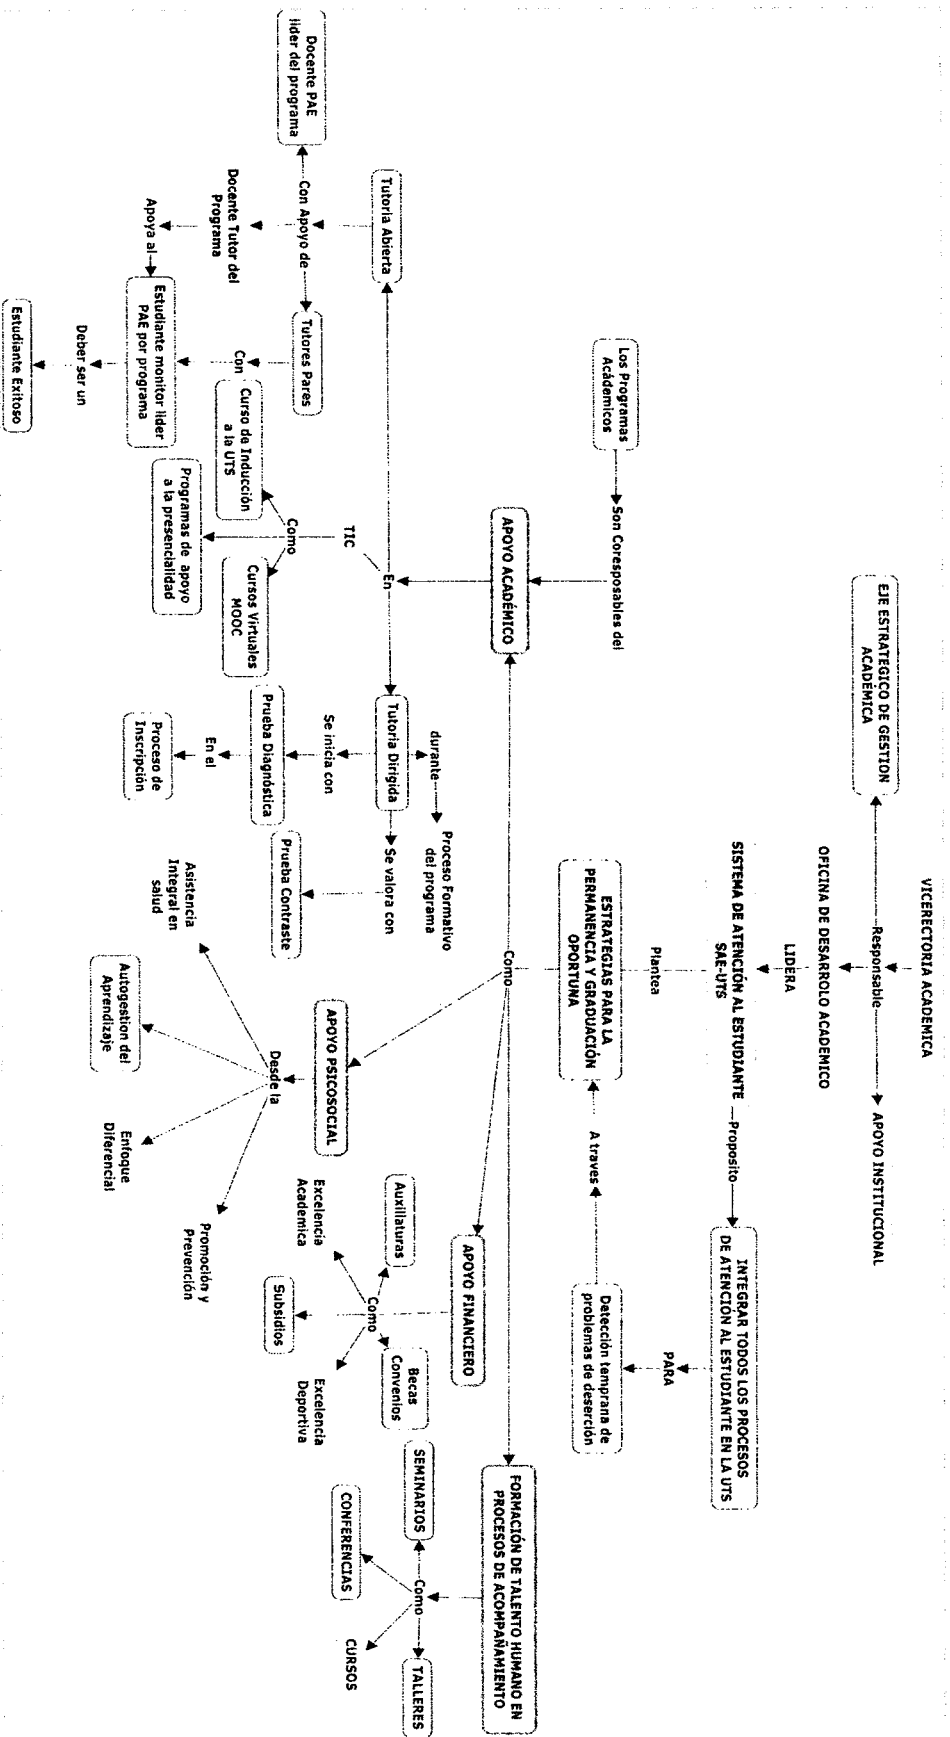 VICERECTORIA ACADEMICA
EJE ESTRATEGICO DE GESTION
ACADÉMICA
Responsable
APOYO INSTITUCIONAL
OFICINA DE DESARROLO ACADEMICO
LIDERA
SISTEMA DE ATENCIÓN AL ESTUDIANTE
SAE-UTS
Proposito
INTEGRAR TODOS LOS PROCESOS
DE ATENCIÓN AL ESTUDIANTE EN LA UTS
Plantea
PARA
Los Programas
Acádemicos
Son Coresposables del
ESTRATEGIAS PARA LA
PERMANENCIA Y GRADUACIÓN
OPORTUNA
A traves
Detección temprana de
problemas de deserción
APOYO ACADÉMICO
Como
FORMACIÓN DE TALENTO HUMANO EN
PROCESOS DE ACOMPAÑAMIENTO
APOYO FINANCIERO
APOYO PSICOSOCIAL
Tutoria Abierta
En
Tutoria Dirigida
durante
Proceso Formativo
del programa
Se valora con
Prueba Contraste
Se inicia con
Prueba Diagnóstica
En el
Proceso de
Inscripción
TIC
Como
Curso de Inducción
a la UTS
Programas de apoyo
a la presencialidad
Cursos Virtuales
MOOC
Docente PAE
lider del programa
Con Apoyo de
Tutores Pares
Docente Tutor del
Programa
Con
Apoya al
Estudiante monitor lider
PAE por programa
Deber ser un
Estudiante Exitoso
Desde la
Asistencia
Integral en
salud
Autogestion del
Aprendizaje
Enfoque
Diferencial
Promoción y
Prevención
Auxiliaturas
Como
Becas
Convenios
Excelencia
Academica
Subsidios
Excelencia
Deportiva
SEMINARIOS
Como
TALLERES
CONFERENCIAS
CURSOS